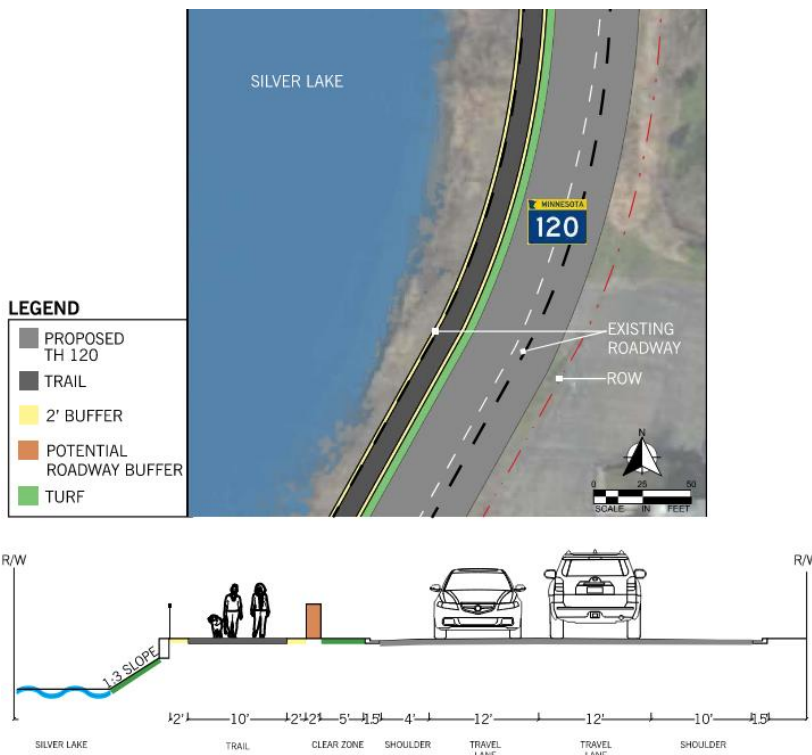 SILVER LAKE
MINNESOTA
120
LEGEND
PROPOSED
TH 120
TRAIL
2' BUFFER
POTENTIAL
ROADWAY BUFFER
TURF
EXISTING
ROADWAY
ROW
N
0 25 50
SCALE IN FEET
R/W R/W
1:3 SLOPE
2' 10' 2' 2' 5' 1.5' 4' 12' 12' 10' 1.5'
SILVER LAKE TRAIL CLEAR ZONE SHOULDER TRAVEL LANE TRAVEL LANE SHOULDER